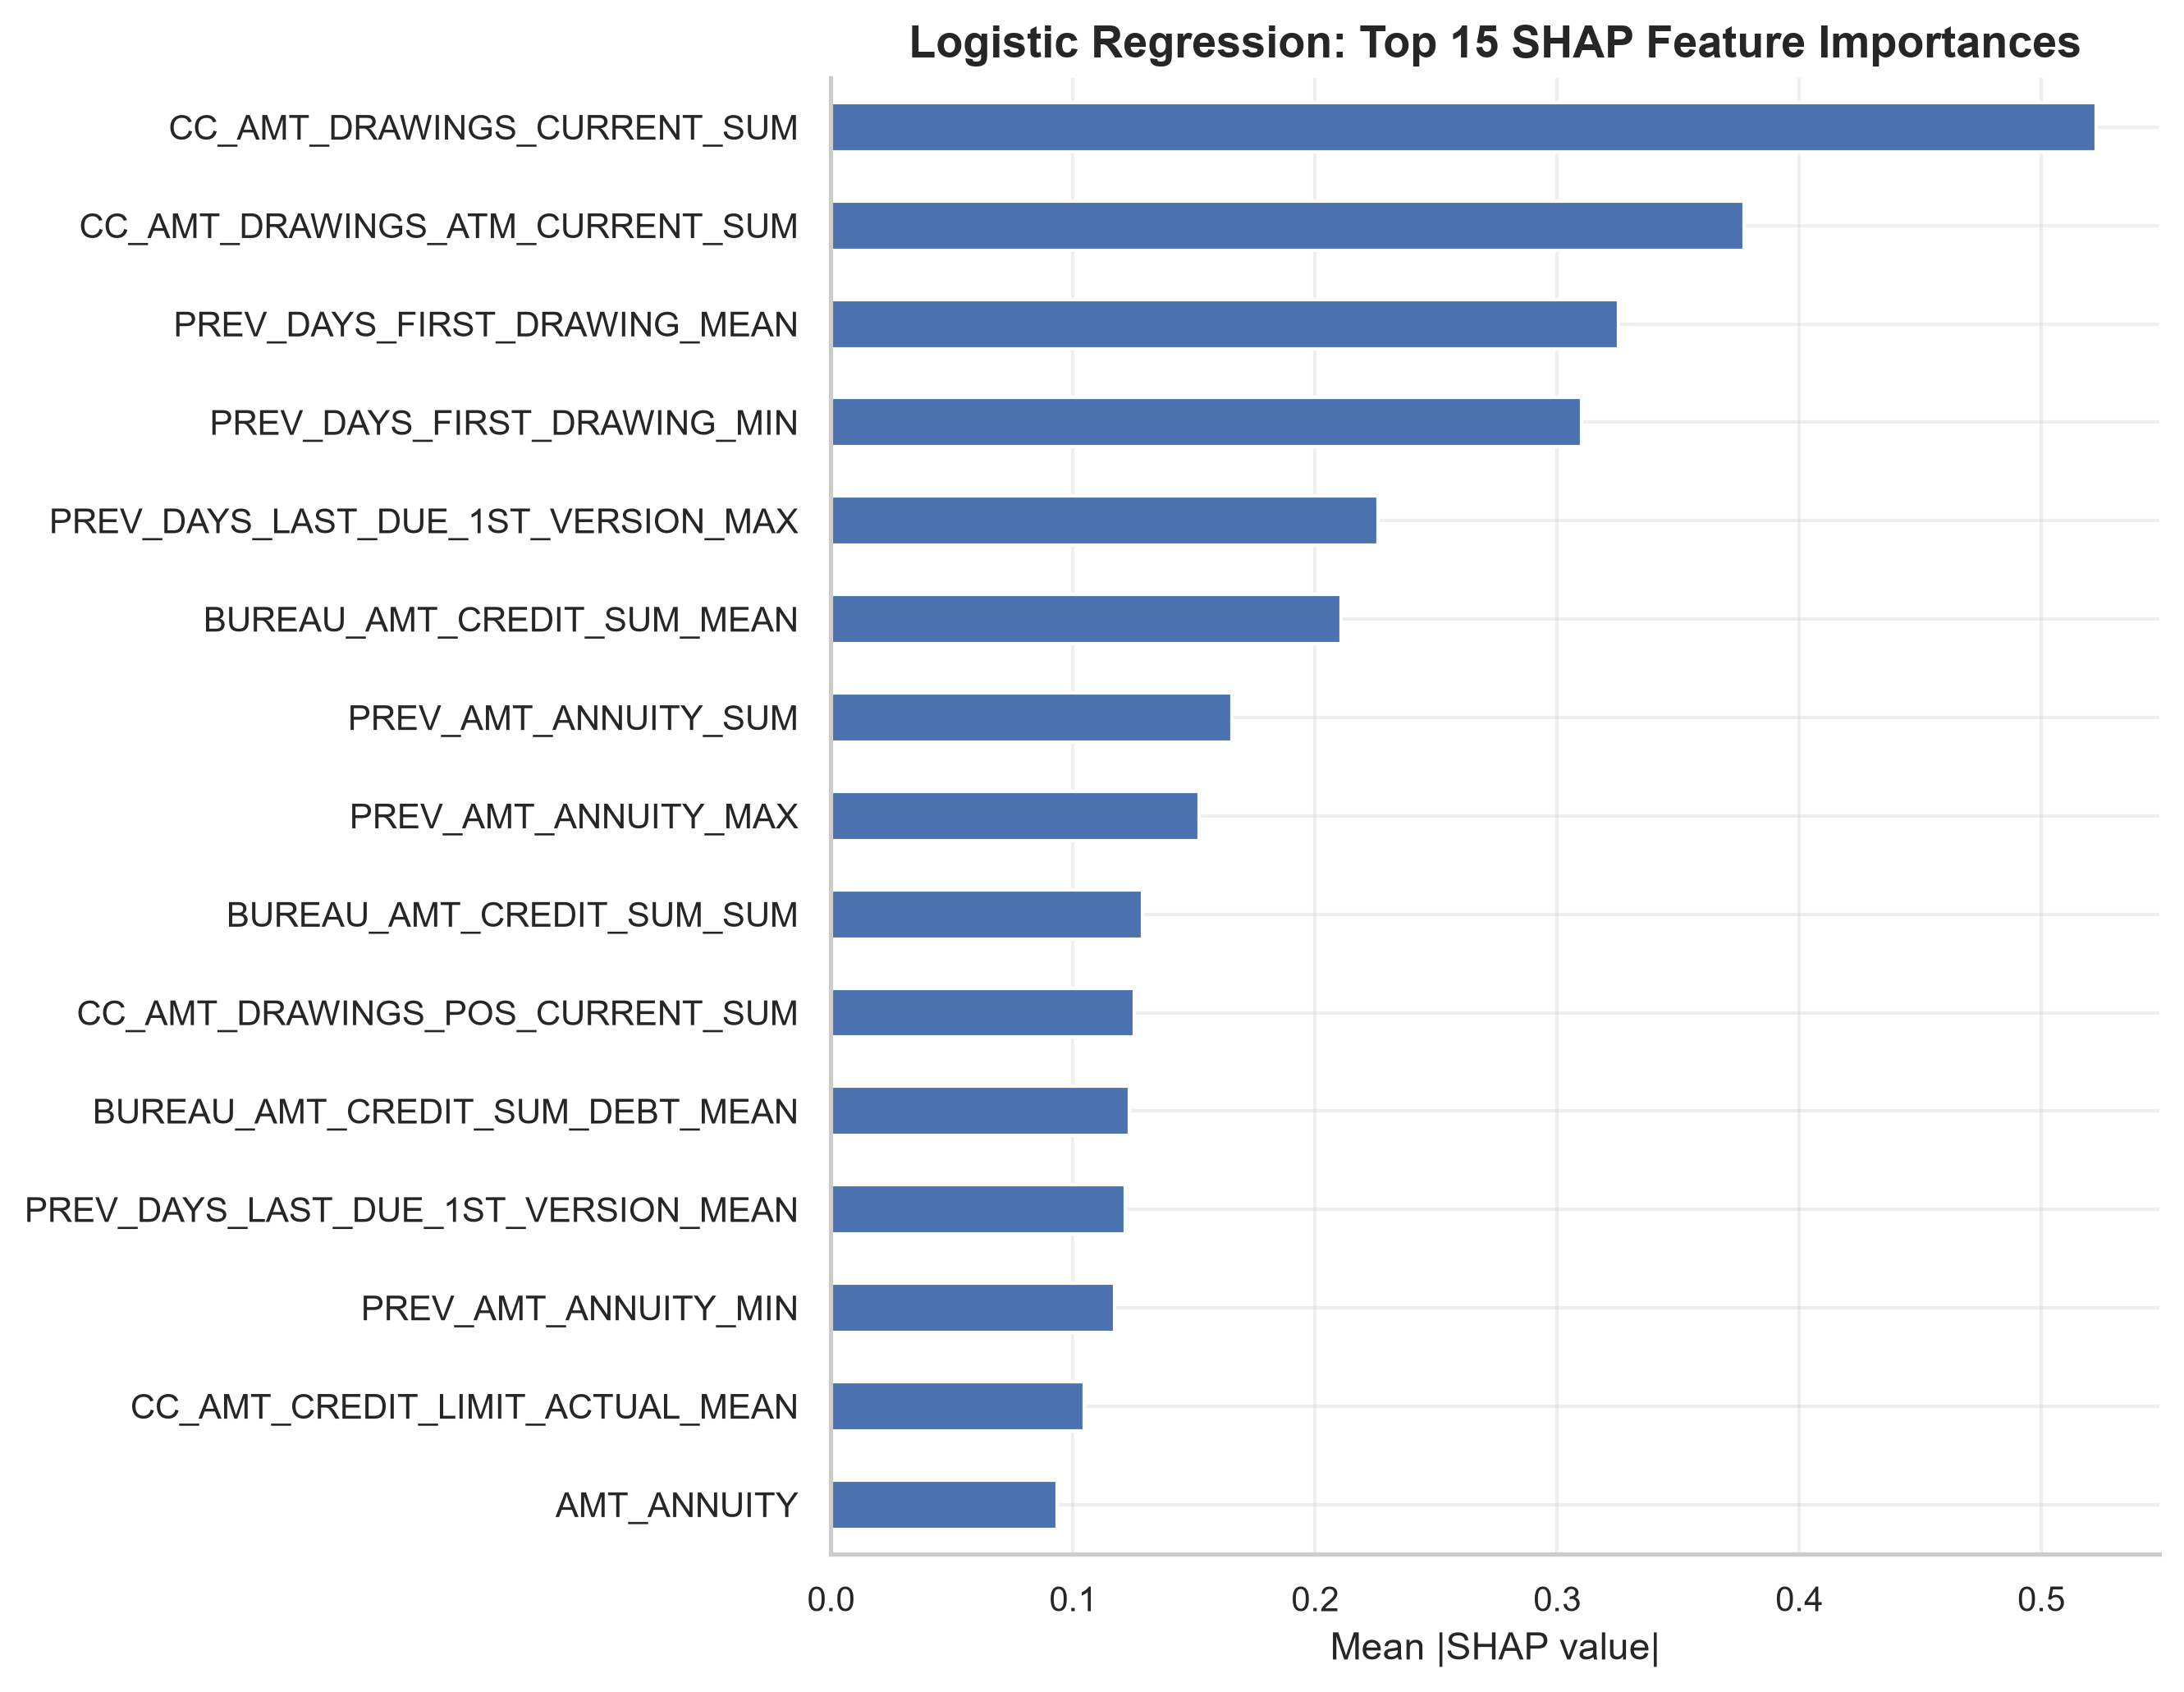 Logistic Regression: Top 15 SHAP Feature Importances
CC_AMT_DRAWINGS_CURRENT_SUM
CC_AMT_DRAWINGS_ATM_CURRENT_SUM
PREV_DAYS_FIRST_DRAWING_MEAN
PREV_DAYS_FIRST_DRAWING_MIN
PREV_DAYS_LAST_DUE_1ST_VERSION_MAX
BUREAU_AMT_CREDIT_SUM_MEAN
PREV_AMT_ANNUITY_SUM
PREV_AMT_ANNUITY_MAX
BUREAU_AMT_CREDIT_SUM_SUM
CC_AMT_DRAWINGS_POS_CURRENT_SUM
BUREAU_AMT_CREDIT_SUM_DEBT_MEAN
PREV_DAYS_LAST_DUE_1ST_VERSION_MEAN
PREV_AMT_ANNUITY_MIN
CC_AMT_CREDIT_LIMIT_ACTUAL_MEAN
AMT_ANNUITY
0.0 0.1 0.2 0.3 0.4 0.5
Mean |SHAP value|